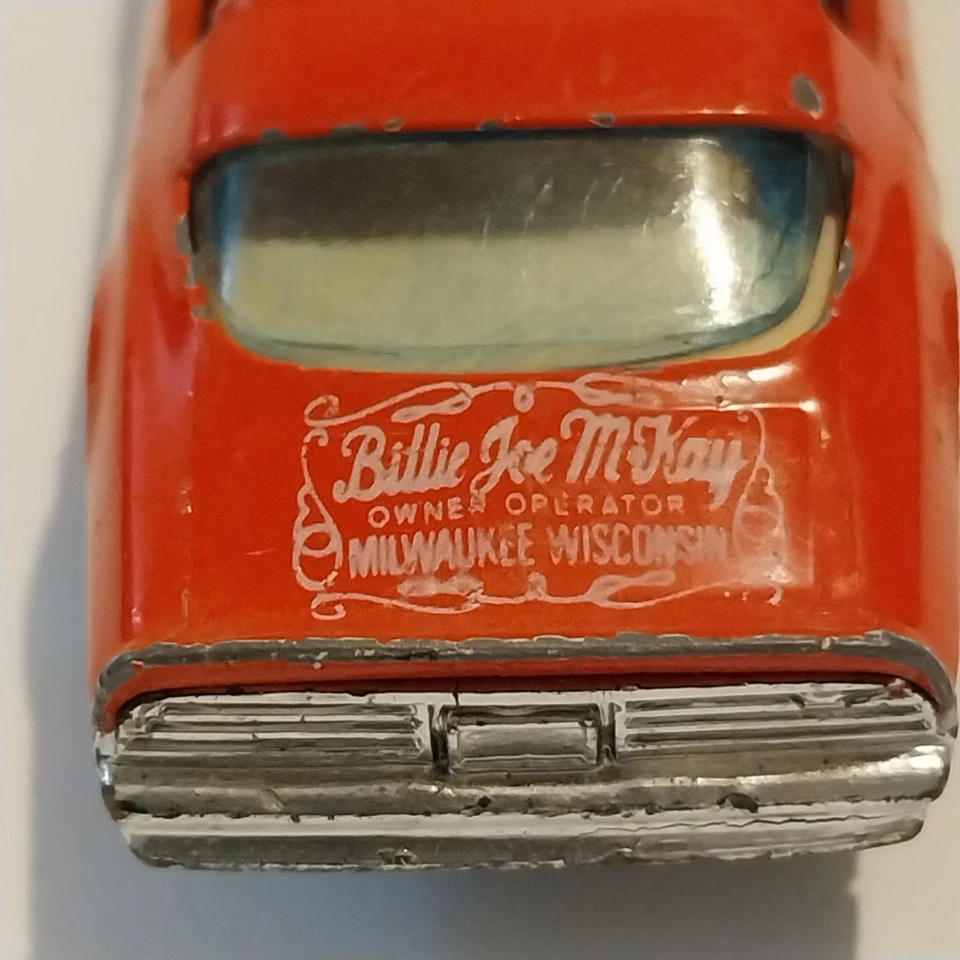 Billie Joe McKay
OWNER OPERATOR
MILWAUKEE WISCONSIN